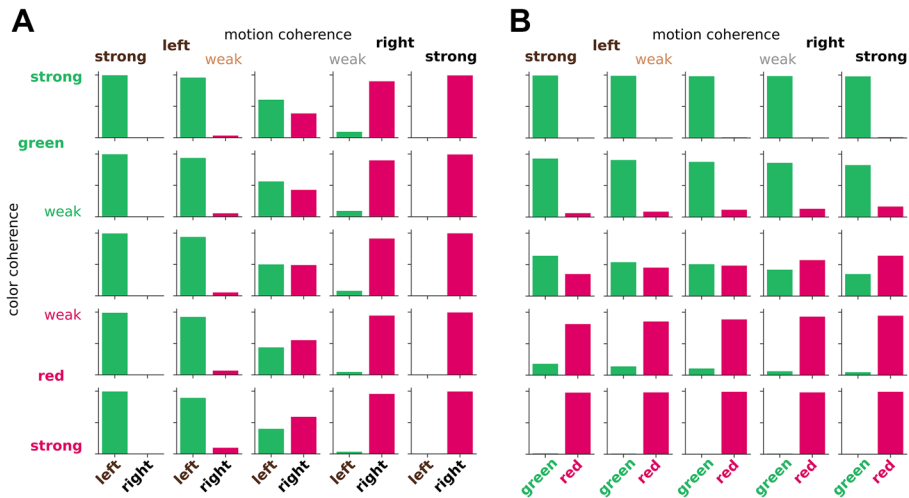 A
motion coherence
left
right
strong
weak
weak
strong
B
motion coherence
left
right
strong
weak
weak
strong
color coherence
strong
green
weak
weak
red
strong
left right left right left right left right left right
green red green red green red green red green red